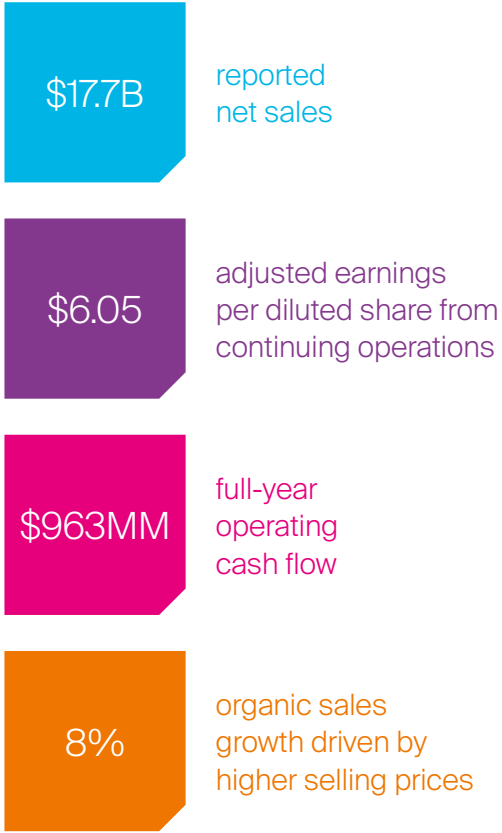 $17.7B
reported
net sales
$6.05
adjusted earnings
per diluted share from
continuing operations
$963MM
full-year
operating
cash flow
8%
organic sales
growth driven by
higher selling prices